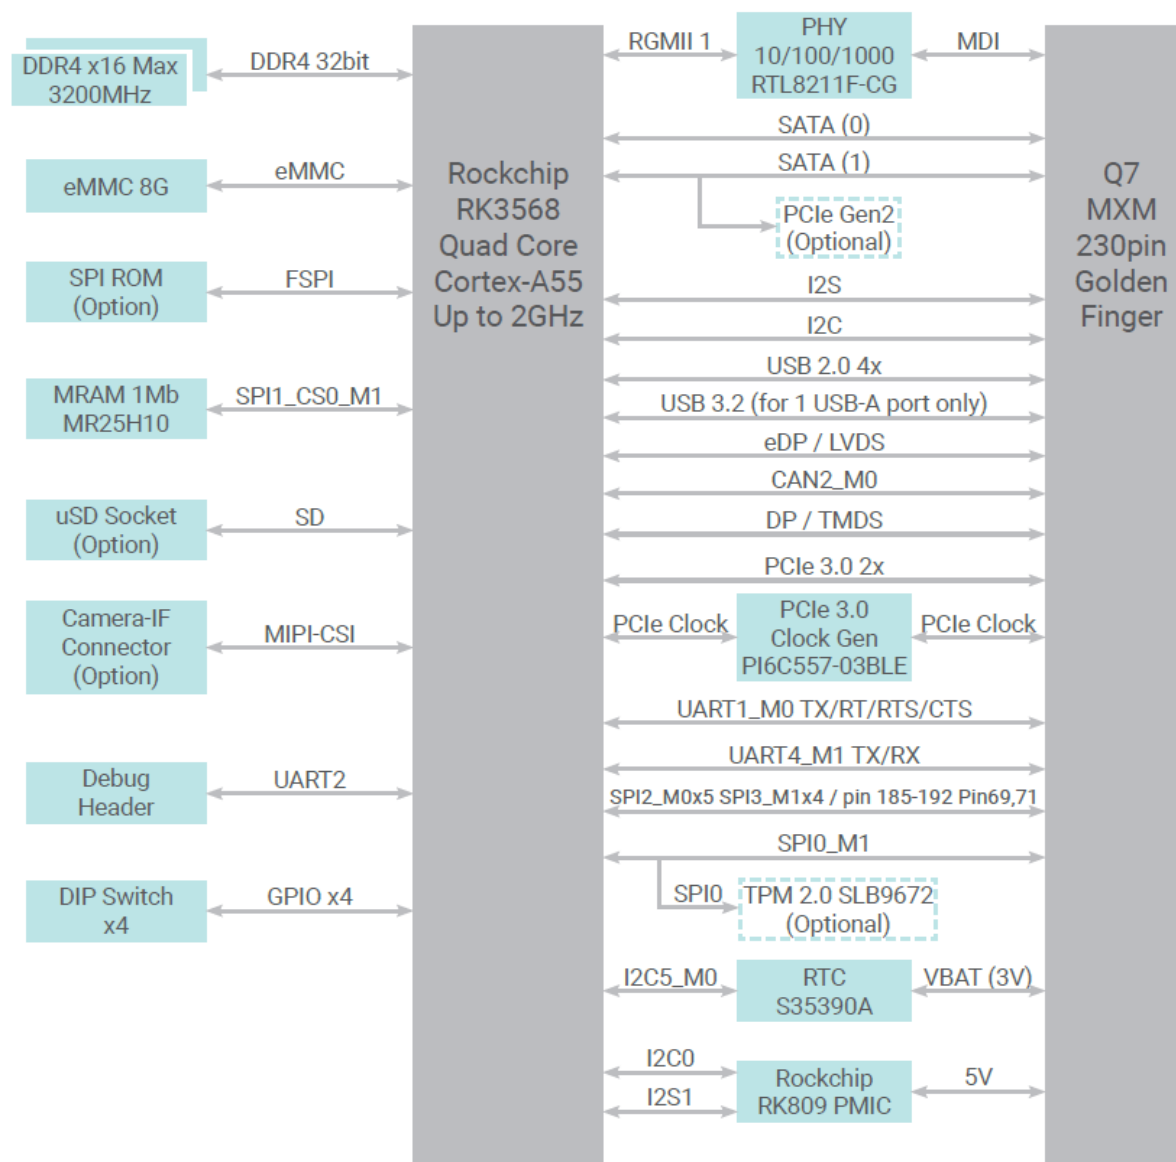 DDR4 x16 Max
3200MHz
DDR4 32bit
eMMC 8G
eMMC
SPI ROM
(Option)
FSPI
MRAM 1Mb
MR25H10
SPI1_CS0_M1
uSD Socket
(Option)
SD
Camera-IF
Connector
(Option)
MIPI-CSI
Debug
Header
UART2
DIP Switch
x4
GPIO x4
Rockchip
RK3568
Quad Core
Cortex-A55
Up to 2GHz
RGMII 1
PHY
10/100/1000
RTL8211F-CG
MDI
SATA (0)
SATA (1)
PCIe Gen2
(Optional)
I2S
I2C
USB 2.0 4x
USB 3.2 (for 1 USB-A port only)
eDP / LVDS
CAN2_M0
DP / TMDS
PCIe 3.0 2x
PCIe Clock
PCIe 3.0
Clock Gen
PI6C557-03BLE
PCIe Clock
UART1_M0 TX/RT/RTS/CTS
UART4_M1 TX/RX
SPI2_M0x5 SPI3_M1x4 / pin 185-192 Pin69,71
SPI0_M1
SPI0
TPM 2.0 SLB9672
(Optional)
I2C5_M0
RTC
S35390A
VBAT (3V)
I2C0
I2S1
Rockchip
RK809 PMIC
5V
Q7
MXM
230pin
Golden
Finger